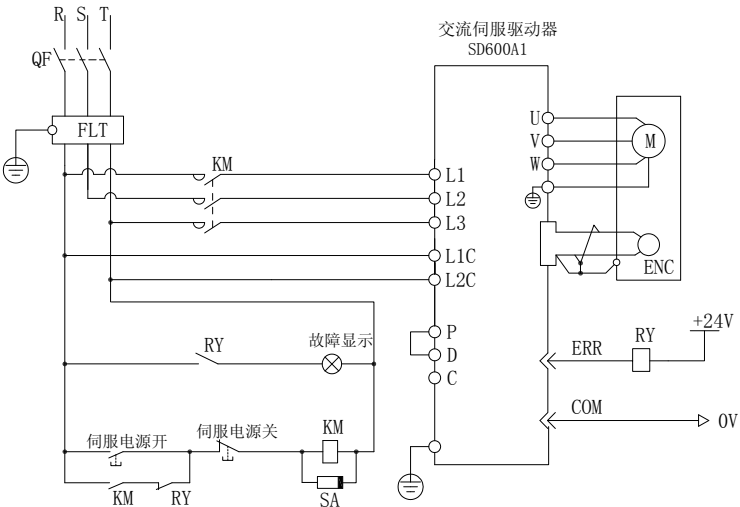 R S T
交流伺服驱动器
SD600A1
QF
FLT
U
V
W
M
KM
L1
L2
L3
L1C
L2C
ENC
P
D
C
+24V
RY
故障显示
ERR
RY
COM
0V
伺服电源开
伺服电源关
KM
KM
RY
SA